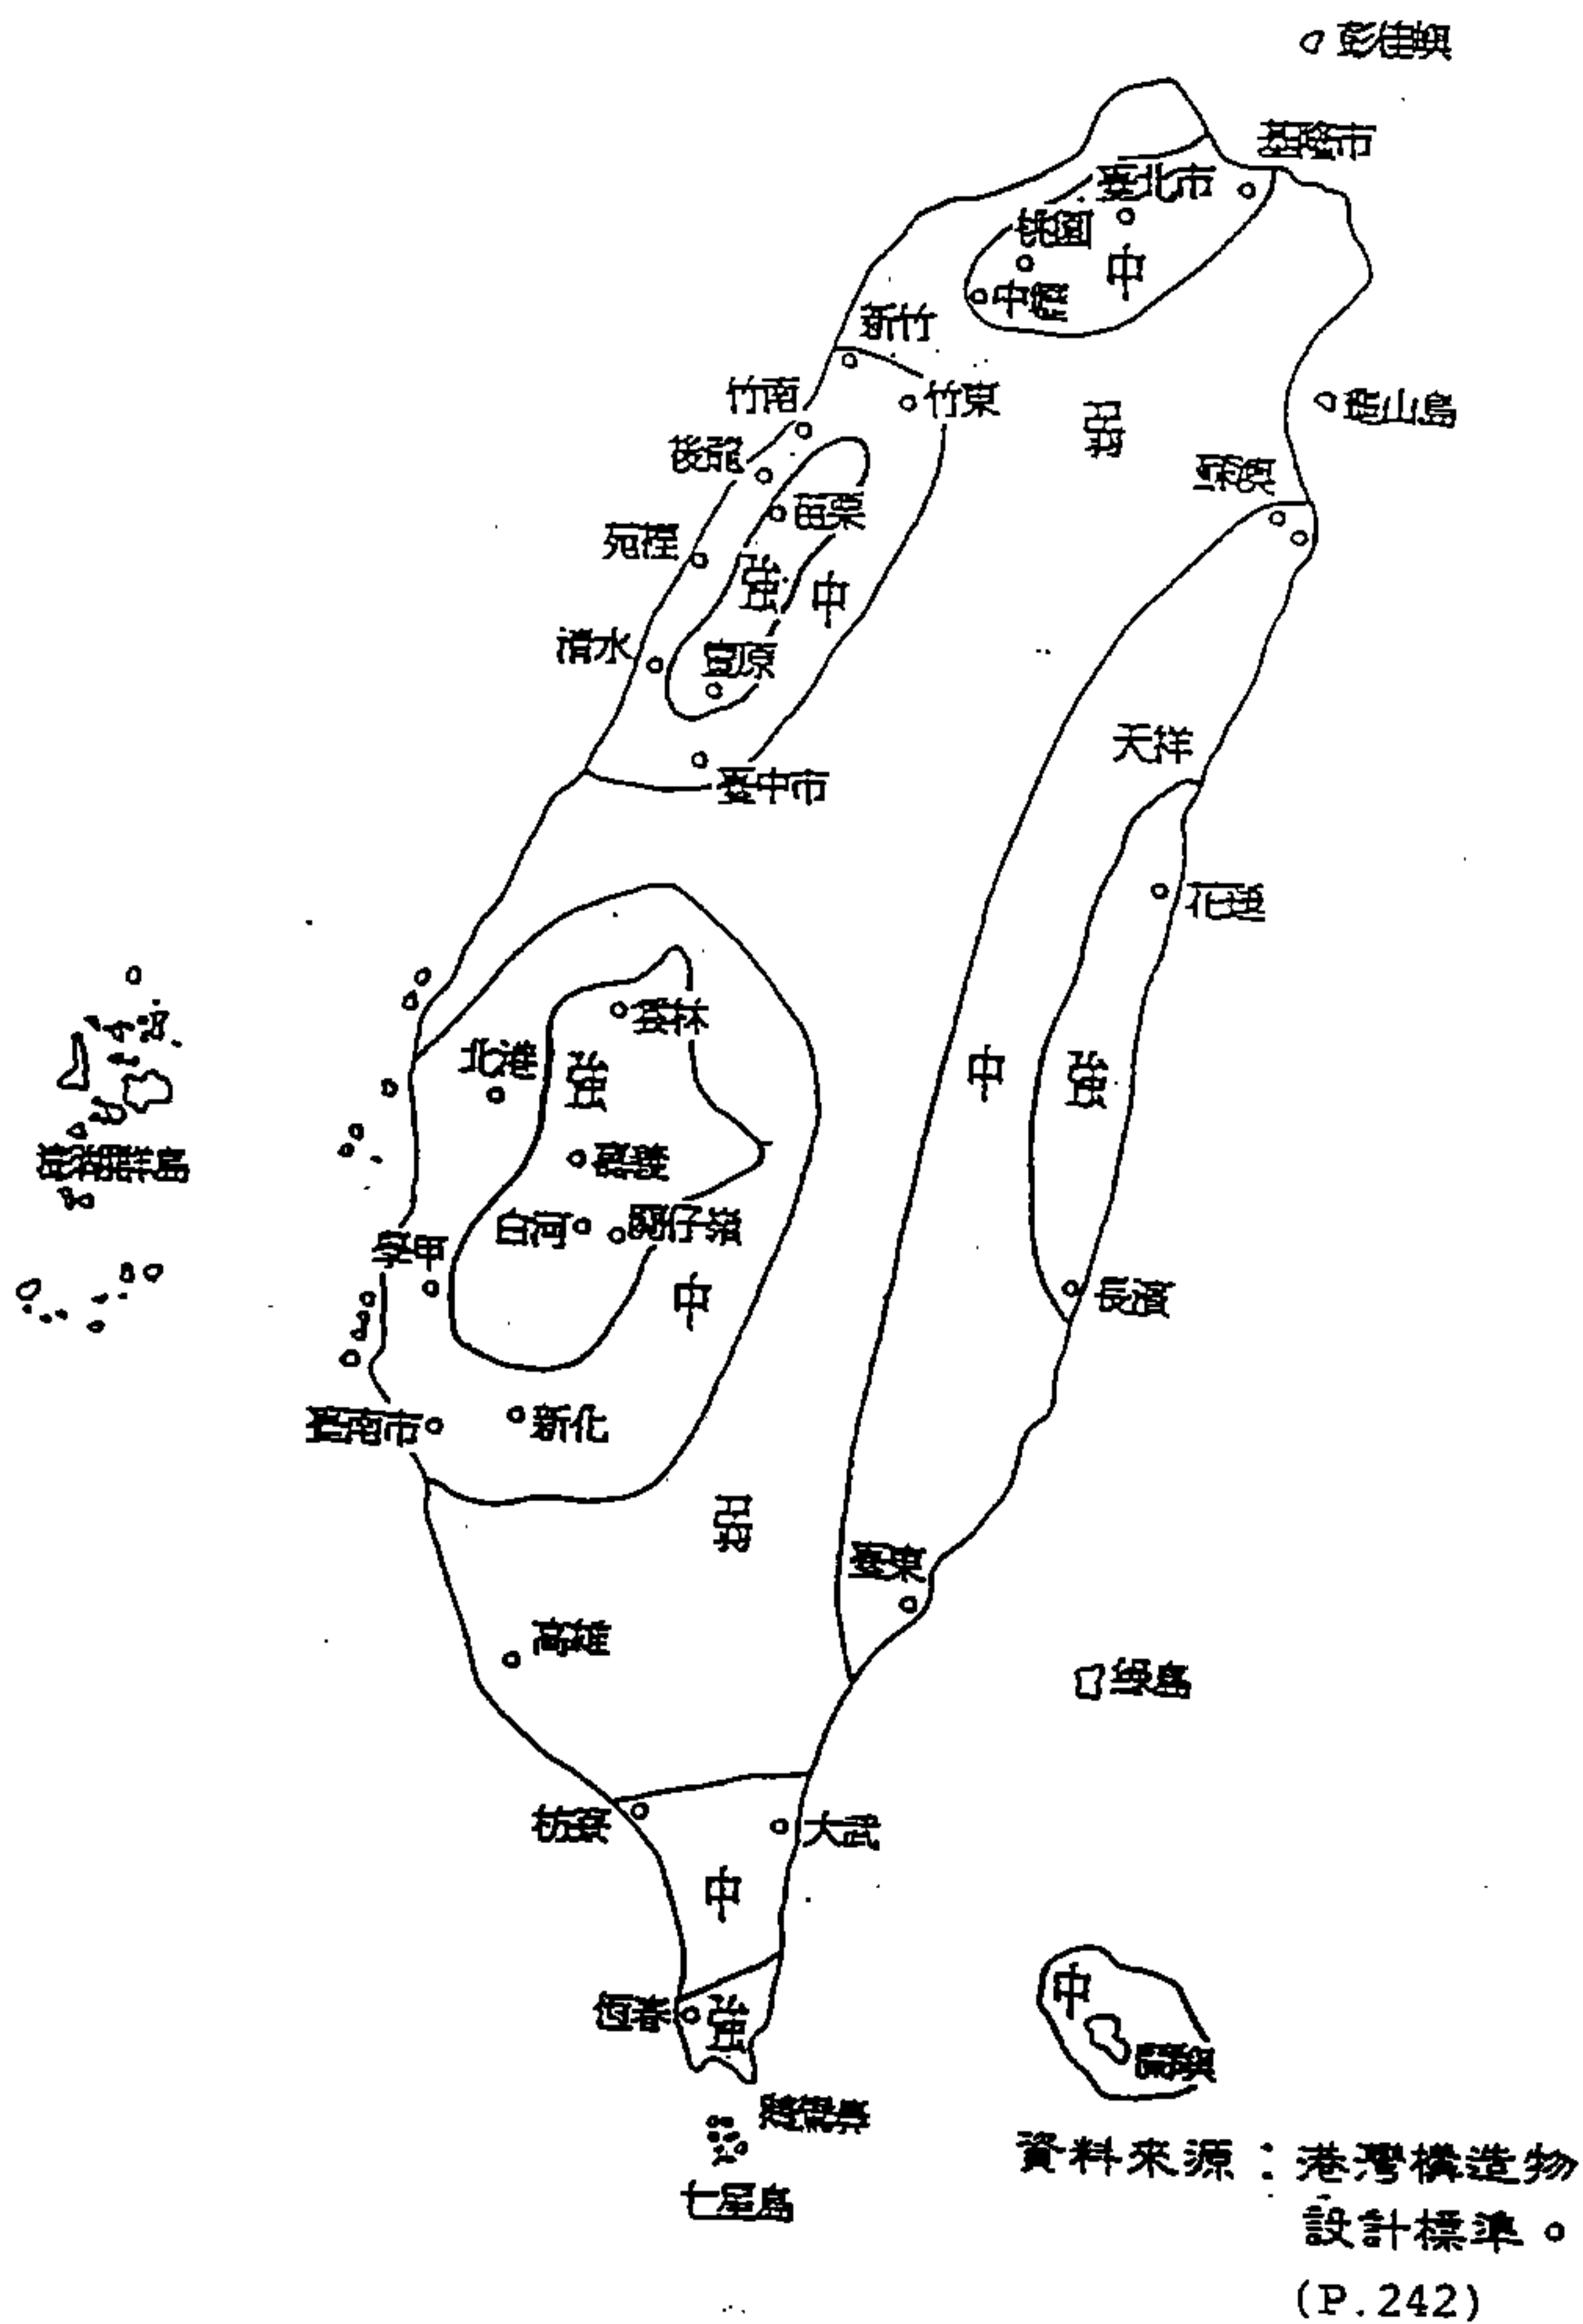 彭佳嶼
基隆市
臺北市
桃園
中
中壢
新竹
竹南
竹東
弱
龜山島
後龍
苗栗
苑裡
強
中
清水
豐原
天祥
臺中市
花蓮
樹林
北港
強
中
強
嘉義
澎湖群島
白河
關仔嶺
中
長濱
臺南市
新化
弱
臺東
高雄
綠島
枋寮
大武
中
中
恆春
強
蘭嶼
七星島
資料來源：港灣構造物
設計標準。
(P.242)